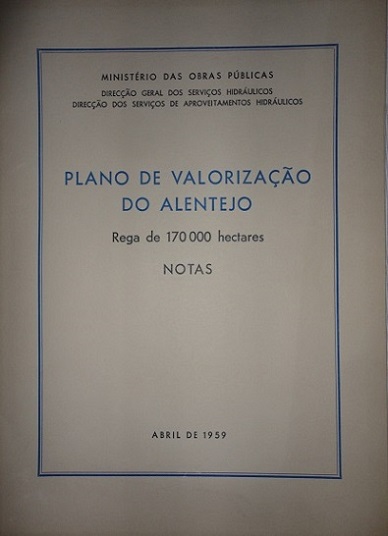 MINISTÉRIO DAS OBRAS PÚBLICAS
DIRECÇÃO GERAL DOS SERVIÇOS HIDRÁULICOS
DIRECÇÃO DOS SERVIÇOS DE APROVEITAMENTOS HIDRÁULICOS
PLANO DE VALORIZAÇÃO
DO ALENTEJO
Rega de 170 000 hectares
NOTAS
ABRIL DE 1959